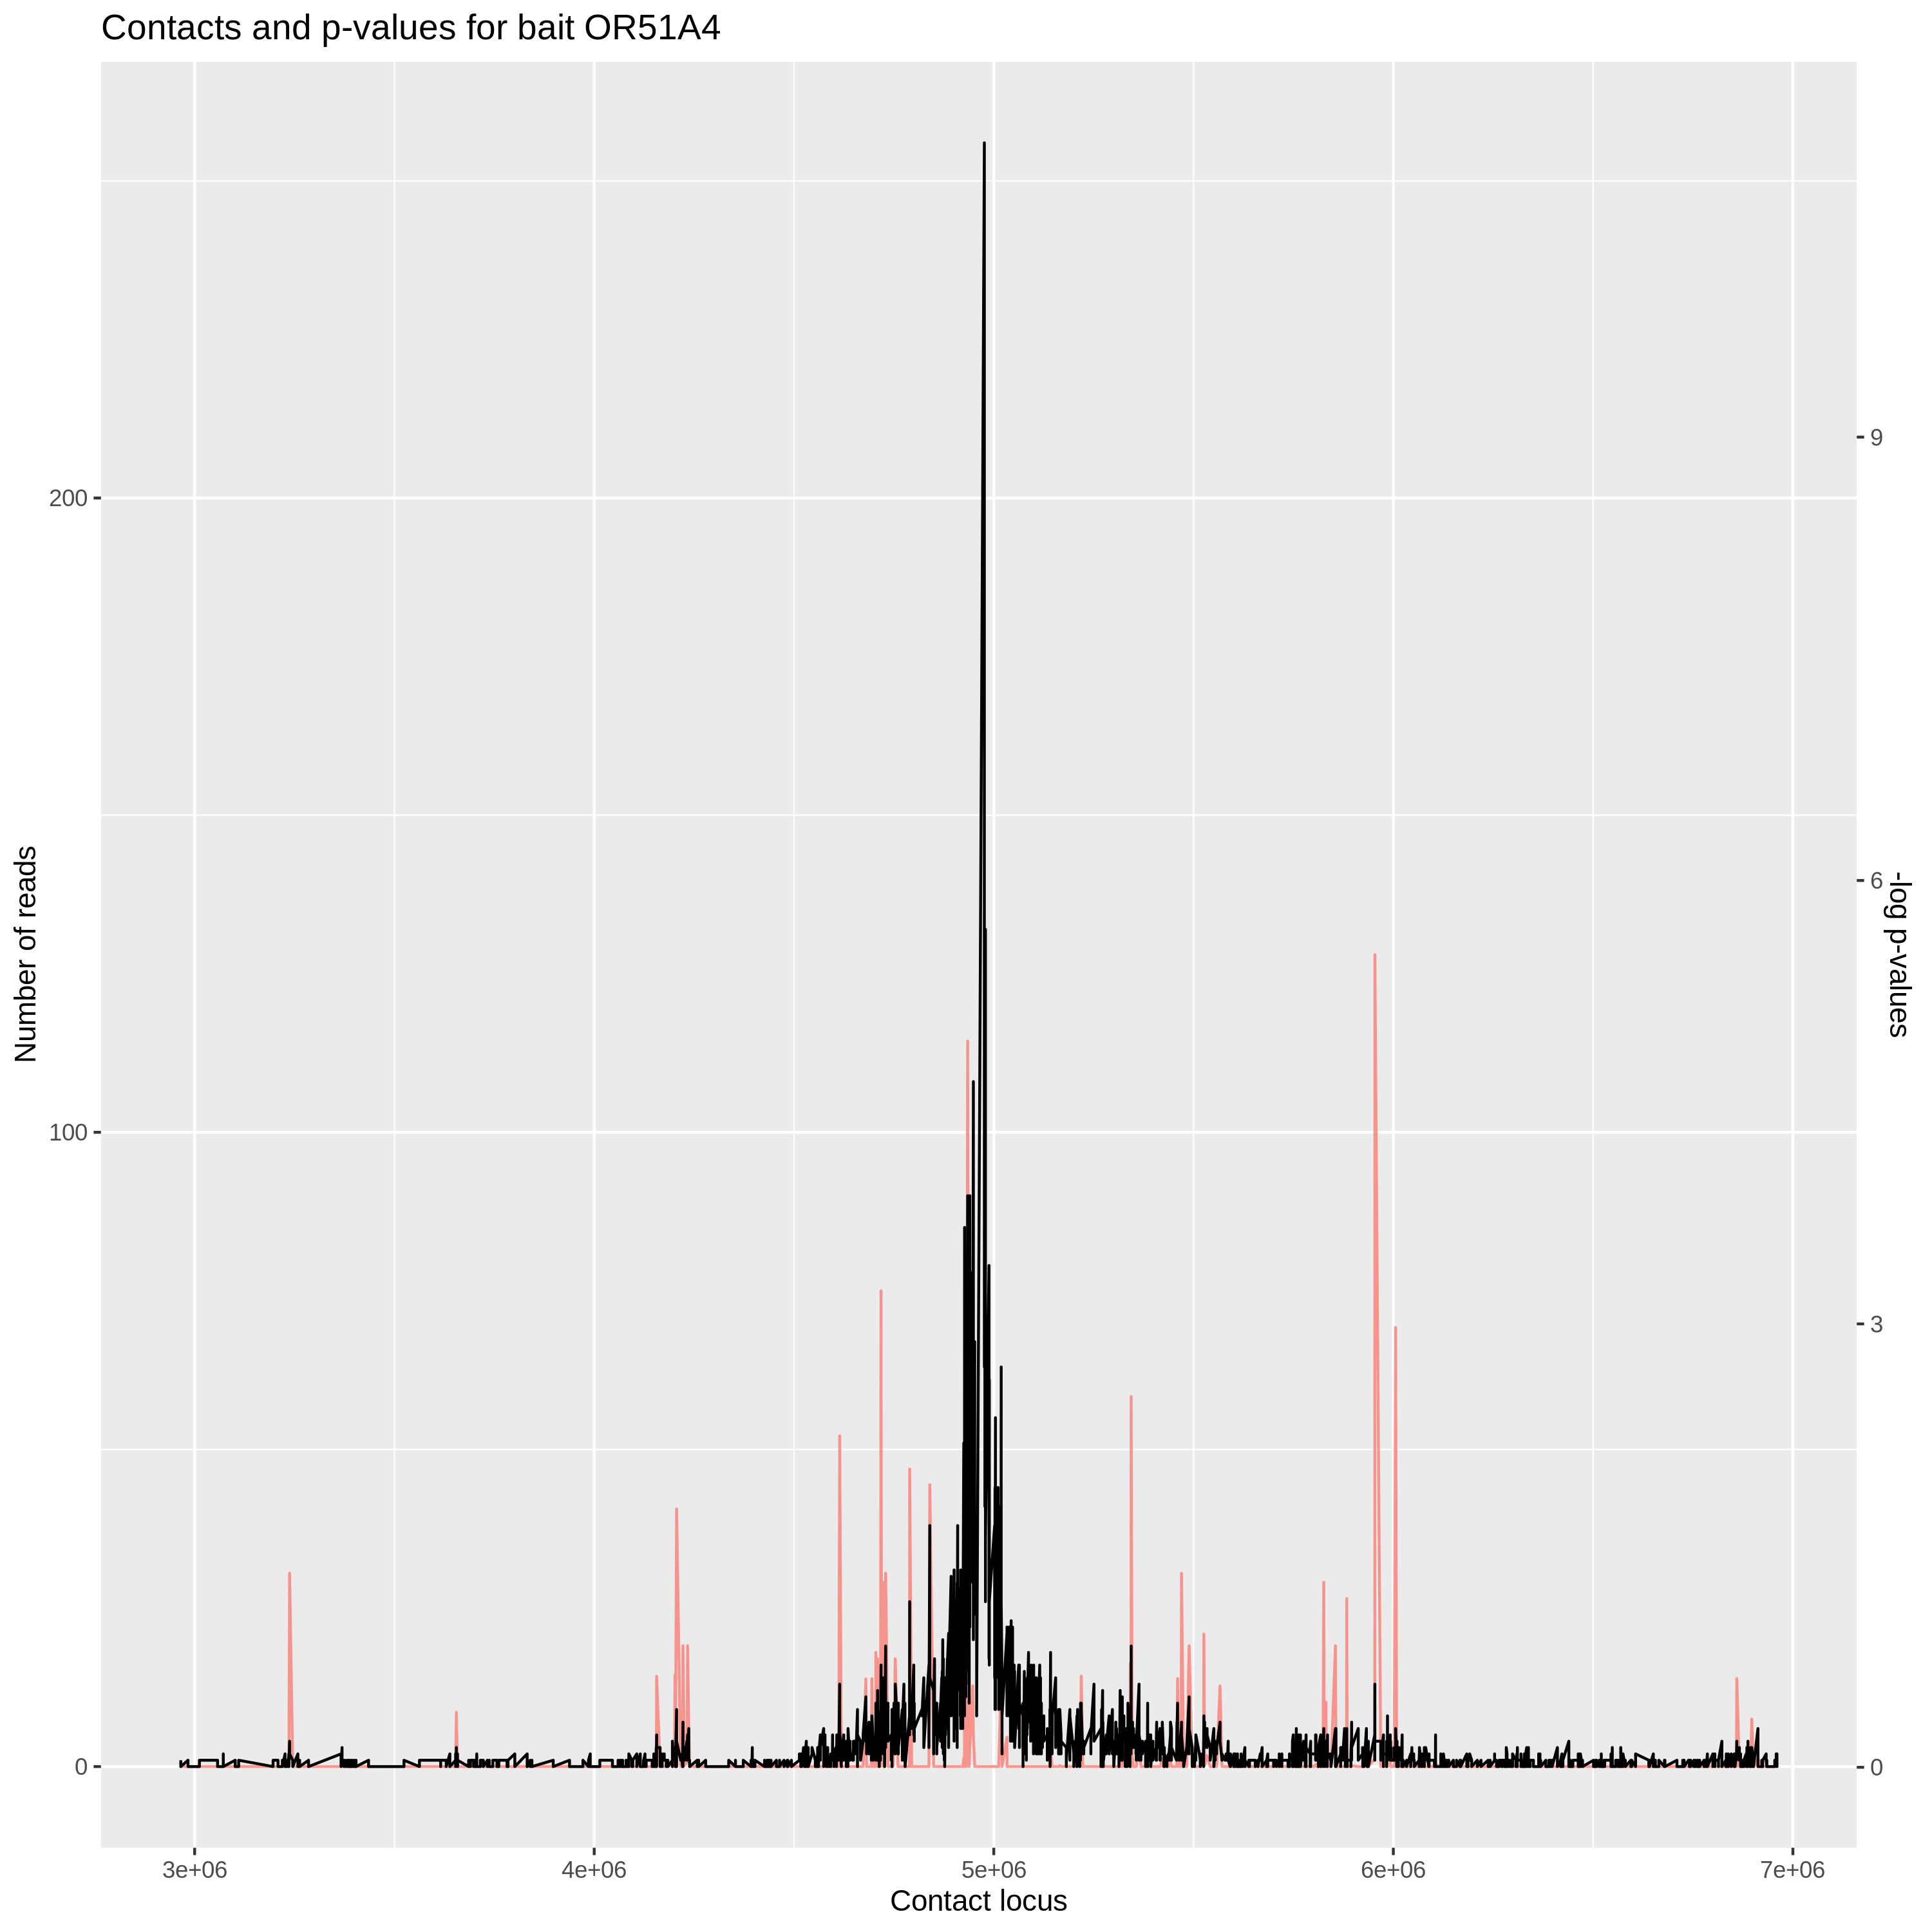 Contacts and p-values for bait OR51A4
Number of reads
200
100
0
9
6
3
0
-log p-values
3e+06
4e+06
5e+06
6e+06
7e+06
Contact locus